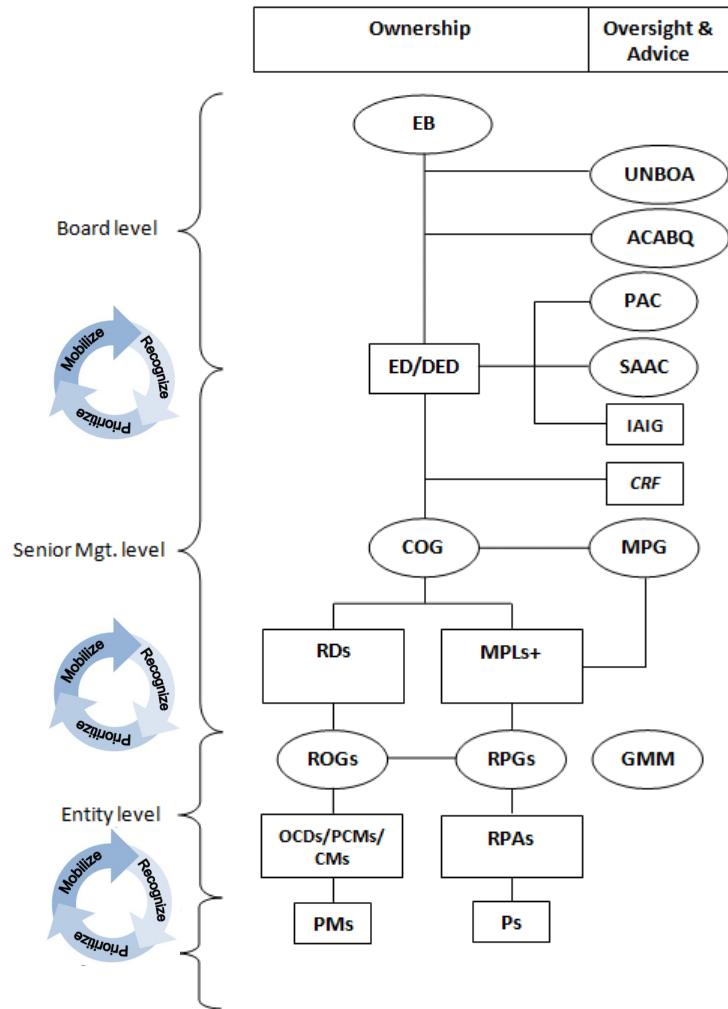 Ownership
Oversight &
Advice
EB
UNBOA
Board level
ACABQ
PAC
Mobilize
Recognize
Prioritize
ED/DED
SAAC
IAIG
CRF
Senior Mgt. level
COG
MPG
RDs
MPLs+
Mobilize
Recognize
Prioritize
ROGs
RPGs
GMM
Entity level
OCDs/PCMs/
CMs
RPAs
Mobilize
Recognize
Prioritize
PMs
Ps